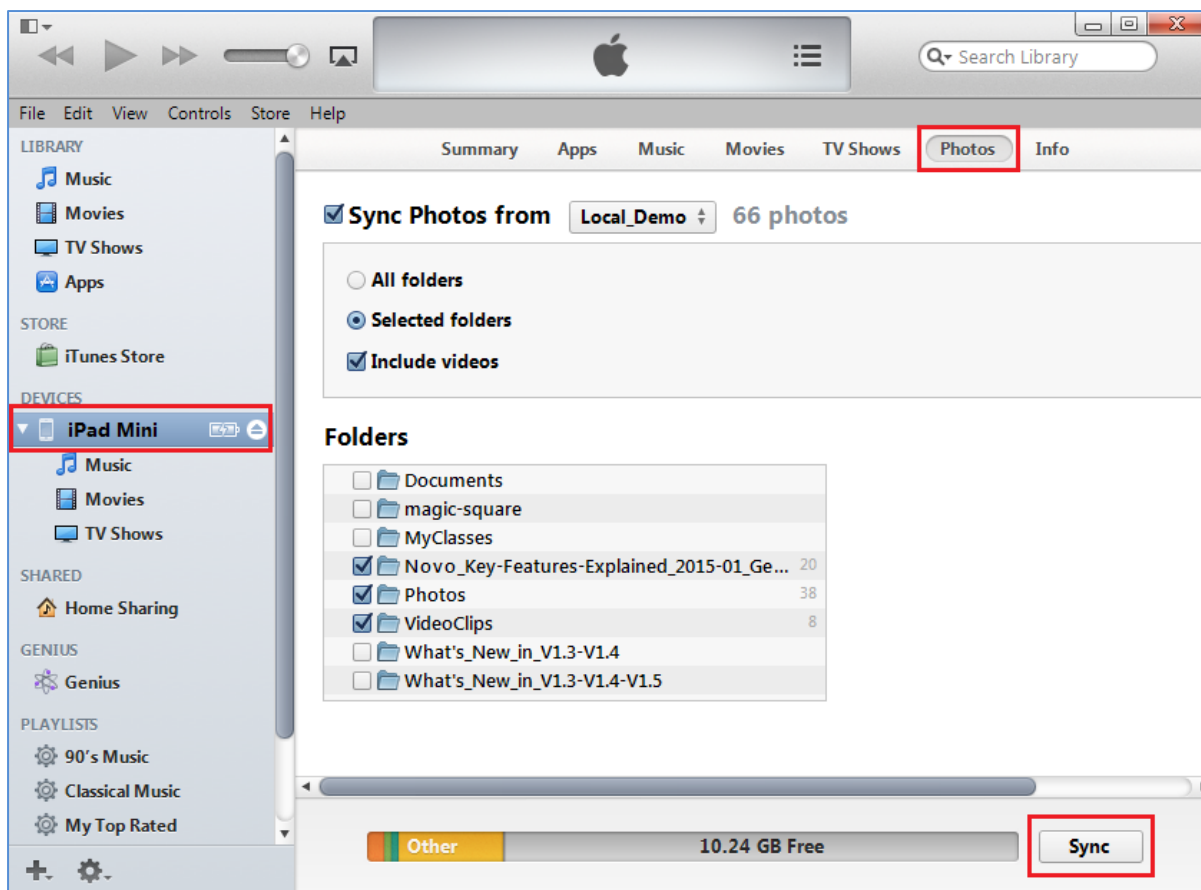 Search Library
File Edit View Controls Store Help
LIBRARY
Music
Movies
TV Shows
Apps
STORE
iTunes Store
DEVICES
iPad Mini
Music
Movies
TV Shows
SHARED
Home Sharing
GENIUS
Genius
PLAYLISTS
90's Music
Classical Music
My Top Rated
Summary Apps Music Movies TV Shows Photos Info
Sync Photos from Local_Demo 66 photos
All folders
Selected folders
Include videos
Folders
Documents
magic-square
MyClasses
Novo_Key-Features-Explained_2015-01_Ge... 20
Photos 38
VideoClips 8
What's_New_in_V1.3-V1.4
What's_New_in_V1.3-V1.4-V1.5
Other 10.24 GB Free Sync